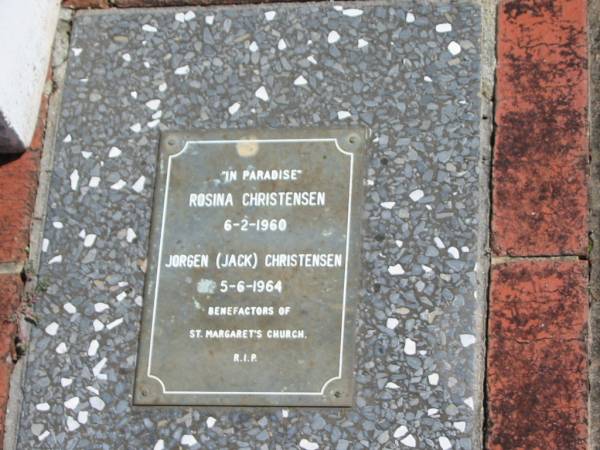 "IN PARADISE"
ROSINA CHRISTENSEN
6-2-1960
JORGEN (JACK) CHRISTENSEN
5-6-1964
BENEFACTORS OF
ST. MARGARET'S CHURCH.
R.I.P.